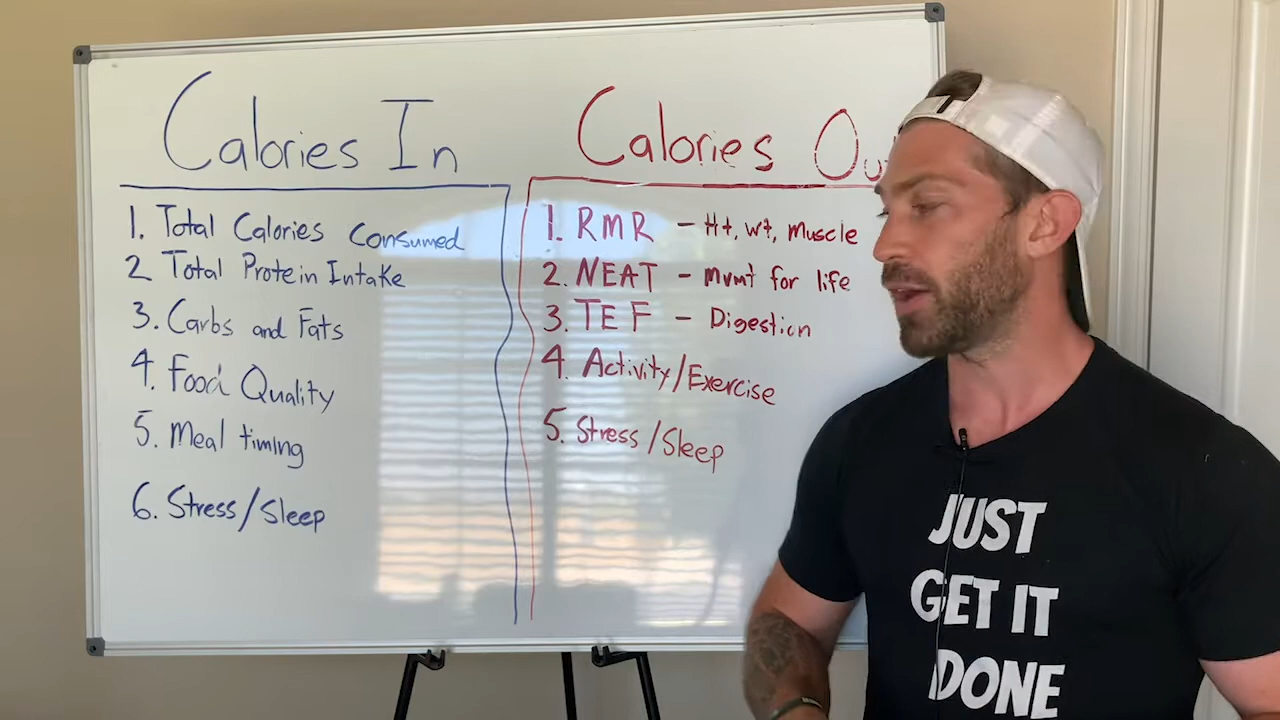 Calories In
1. Total Calories Consumed
2 Total Protein Intake
3. Carbs and Fats
4. Food Quality
5. Meal timing
6. Stress/Sleep
Calories Ou
1. RMR - Ht, wt, Muscle
2. NEAT - mvmt for life
3. TEF - Digestion
4. Activity/Exercise
5. Stress/Sleep
JUST
GET IT
DONE